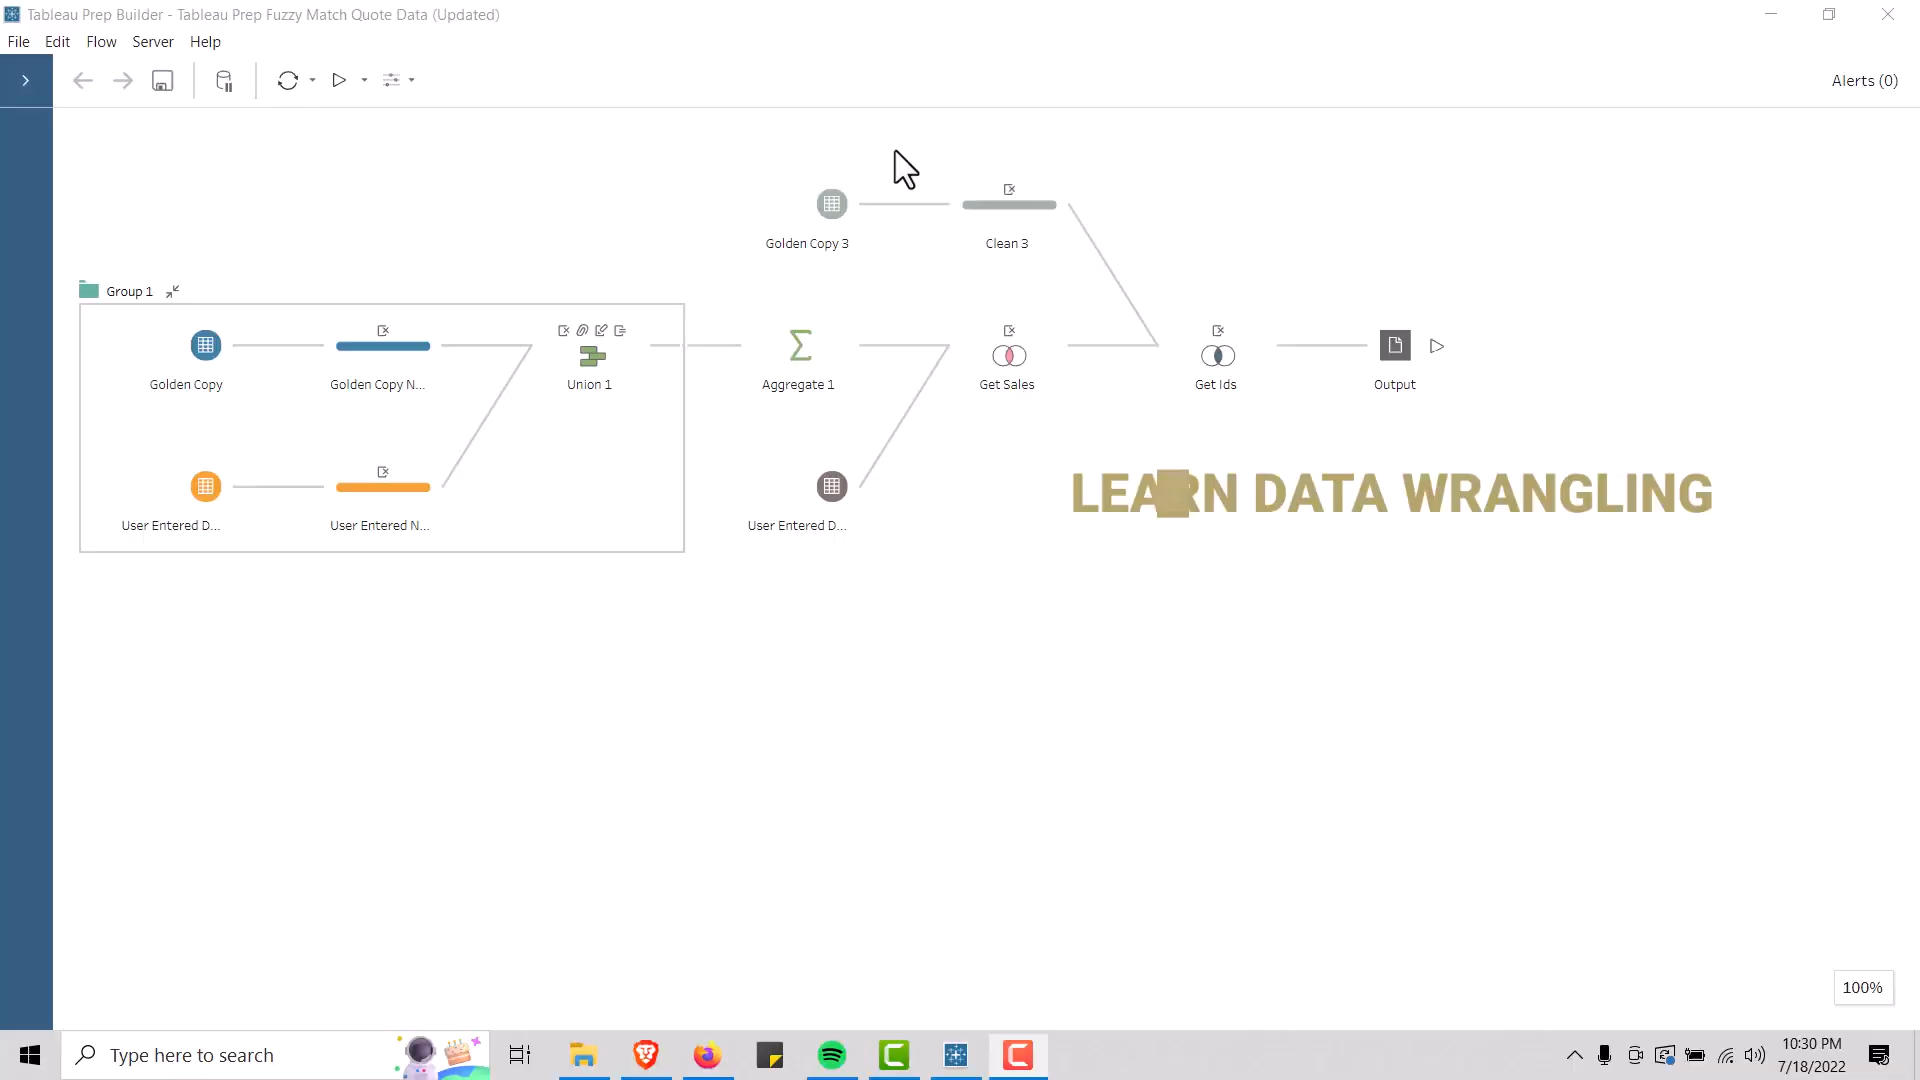 Tableau Prep Builder - Tableau Prep Fuzzy Match Quote Data (Updated)
File Edit Flow Server Help
Alerts (0)
Golden Copy 3
Clean 3
Group 1
Golden Copy
Golden Copy N...
Union 1
Aggregate 1
Get Sales
Get Ids
Output
User Entered D...
User Entered N...
User Entered D...
LEARN DATA WRANGLING
100%
Type here to search
10:30 PM
7/18/2022